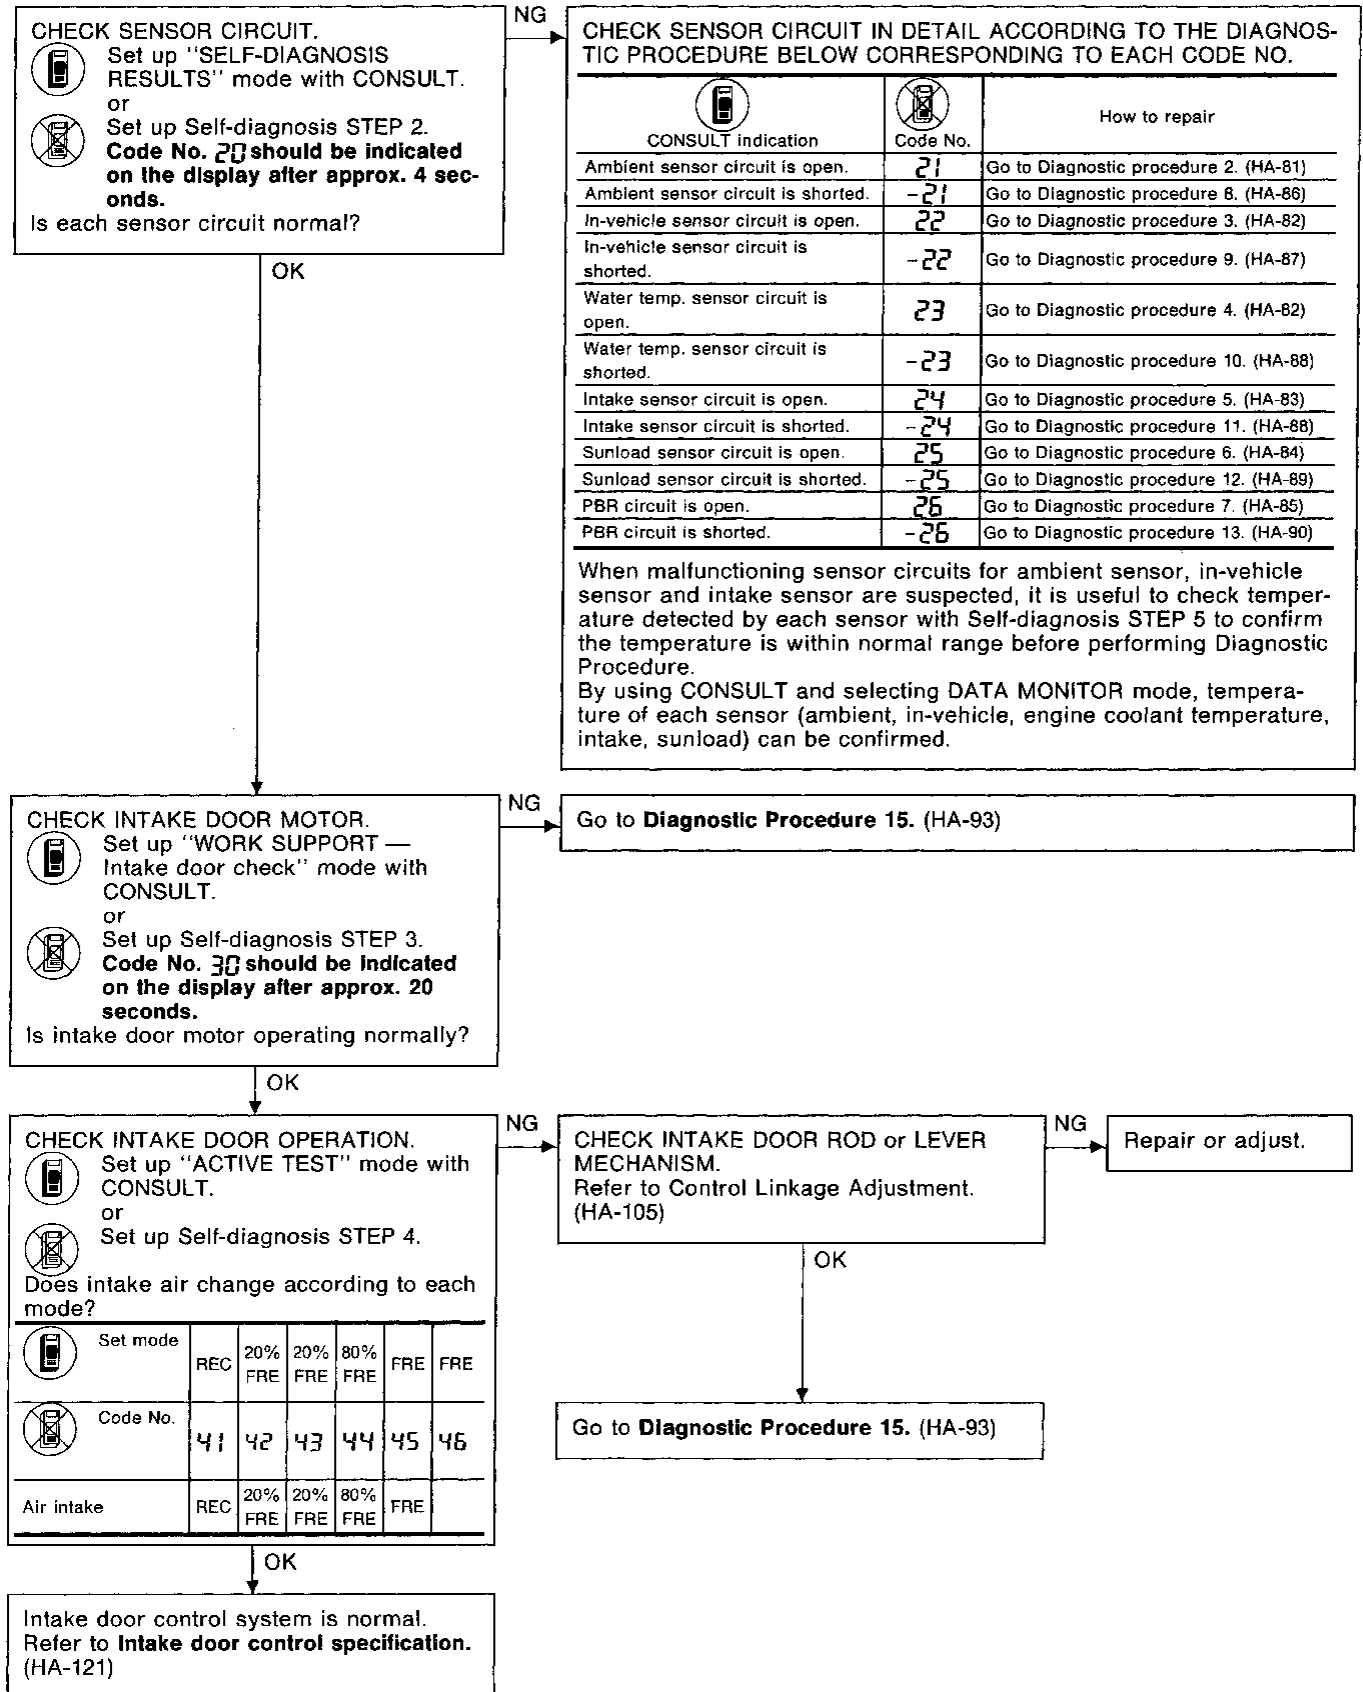 CHECK SENSOR CIRCUIT.
Set up "SELF-DIAGNOSIS
RESULTS" mode with CONSULT.
or
Set up Self-diagnosis STEP 2.
Code No. 20 should be indicated
on the display after approx. 4 sec-
onds.
Is each sensor circuit normal?
NG
CHECK SENSOR CIRCUIT IN DETAIL ACCORDING TO THE DIAGNOS-
TIC PROCEDURE BELOW CORRESPONDING TO EACH CODE NO.
CONSULT indication Code No. How to repair
Ambient sensor circuit is open. 21 Go to Diagnostic procedure 2. (HA-81)
Ambient sensor circuit is shorted. -21 Go to Diagnostic procedure 8. (HA-86)
In-vehicle sensor circuit is open. 22 Go to Diagnostic procedure 3. (HA-82)
In-vehicle sensor circuit is
shorted. -22 Go to Diagnostic procedure 9. (HA-87)
Water temp. sensor circuit is
open. 23 Go to Diagnostic procedure 4. (HA-82)
Water temp. sensor circuit is
shorted. -23 Go to Diagnostic procedure 10. (HA-88)
Intake sensor circuit is open. 24 Go to Diagnostic procedure 5. (HA-83)
Intake sensor circuit is shorted. -24 Go to Diagnostic procedure 11. (HA-88)
Sunload sensor circuit is open. 25 Go to Diagnostic procedure 6. (HA-84)
Sunload sensor circuit is shorted. -25 Go to Diagnostic procedure 12. (HA-89)
PBR circuit is open. 26 Go to Diagnostic procedure 7. (HA-85)
PBR circuit is shorted. -26 Go to Diagnostic procedure 13. (HA-90)
When malfunctioning sensor circuits for ambient sensor, in-vehicle
sensor and intake sensor are suspected, it is useful to check temper-
ature detected by each sensor with Self-diagnosis STEP 5 to confirm
the temperature is within normal range before performing Diagnostic
Procedure.
By using CONSULT and selecting DATA MONITOR mode, tempera-
ture of each sensor (ambient, in-vehicle, engine coolant temperature,
intake, sunload) can be confirmed.
OK
CHECK INTAKE DOOR MOTOR.
Set up "WORK SUPPORT —
Intake door check" mode with
CONSULT.
or
Set up Self-diagnosis STEP 3.
Code No. 30 should be indicated
on the display after approx. 20
seconds.
Is intake door motor operating normally?
NG
Go to Diagnostic Procedure 15. (HA-93)
OK
CHECK INTAKE DOOR OPERATION.
Set up "ACTIVE TEST" mode with
CONSULT.
or
Set up Self-diagnosis STEP 4.
Does intake air change according to each
mode?
Set mode REC 20% FRE 20% FRE 80% FRE FRE FRE
Code No. 41 42 43 44 45 46
Air intake REC 20% FRE 20% FRE 80% FRE FRE
NG
CHECK INTAKE DOOR ROD or LEVER
MECHANISM.
Refer to Control Linkage Adjustment.
(HA-105)
NG
Repair or adjust.
OK
Go to Diagnostic Procedure 15. (HA-93)
OK
Intake door control system is normal.
Refer to Intake door control specification.
(HA-121)